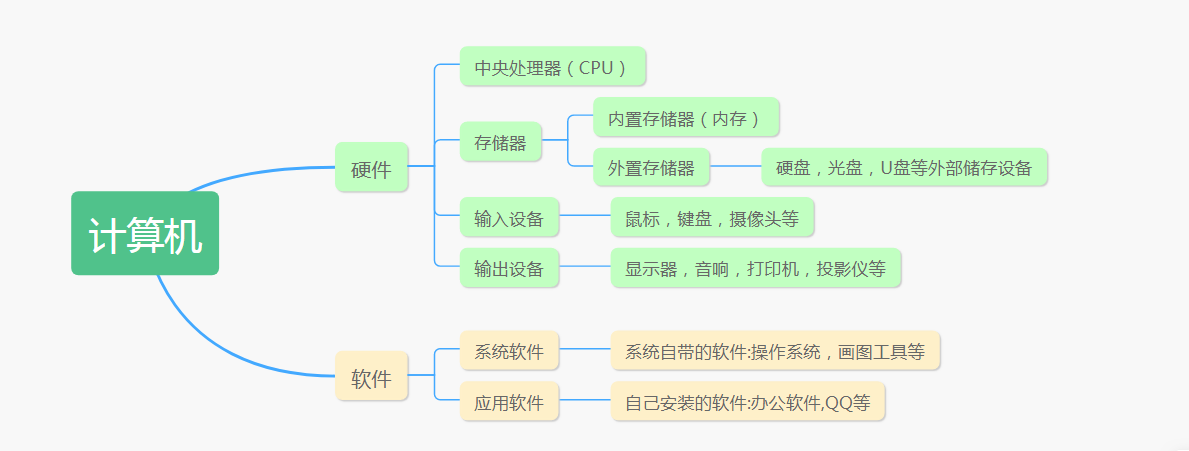 计算机
硬件
中央处理器（CPU）
存储器
内置存储器（内存）
外置存储器
硬盘，光盘，U盘等外部储存设备
输入设备
鼠标，键盘，摄像头等
输出设备
显示器，音响，打印机，投影仪等
软件
系统软件
系统自带的软件:操作系统，画图工具等
应用软件
自己安装的软件:办公软件,QQ等